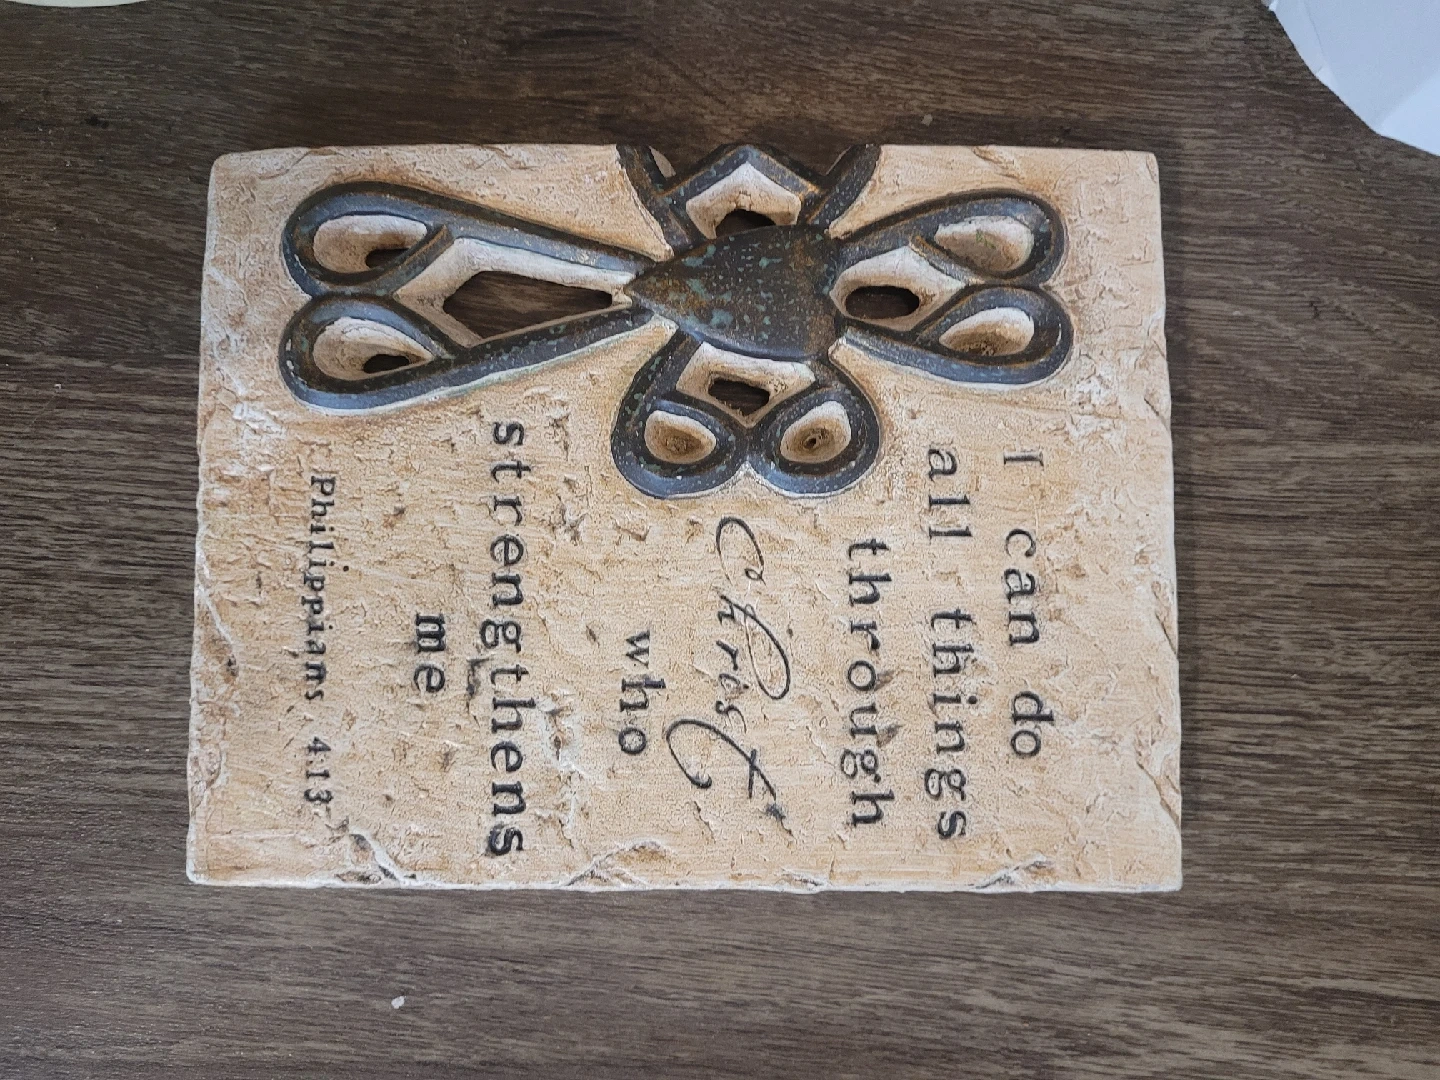 I can do
all things
through
Christ
who
strengthens
me
Philippians 4:13